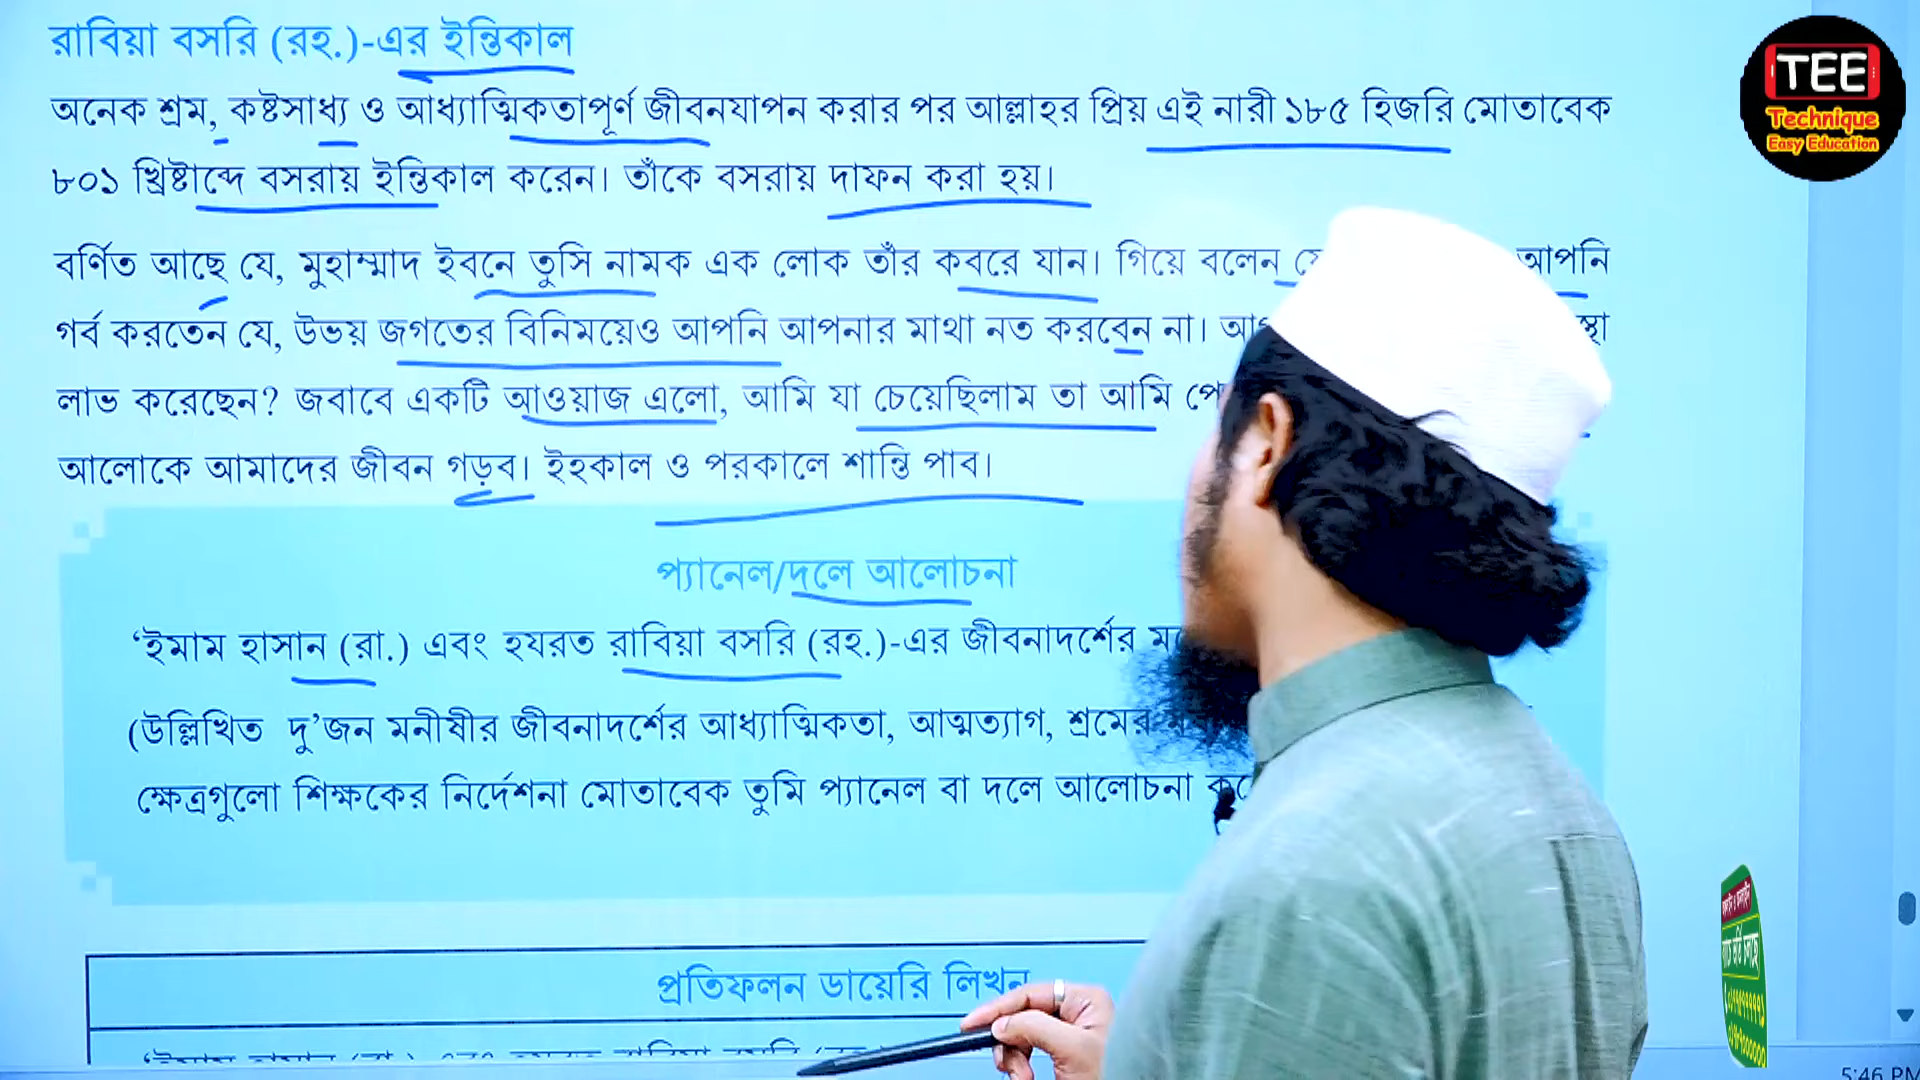 রাবিয়া বসরি (রহ.)-এর ইন্তিকাল
অনেক শ্রম, কষ্টসাধ্য ও আধ্যাত্মিকতাপূর্ণ জীবনযাপন করার পর আল্লাহর প্রিয় এই নারী ১৮৫ হিজরি মোতাবেক
৮০১ খ্রিষ্টাব্দে বসরায় ইন্তিকাল করেন। তাঁকে বসরায় দাফন করা হয়।
বর্ণিত আছে যে, মুহাম্মাদ ইবনে তুসি নামক এক লোক তাঁর কবরে যান। গিয়ে বলেন আপনি
গর্ব করতেন যে, উভয় জগতের বিনিময়েও আপনি আপনার মাথা নত করবেন না।
লাভ করেছেন? জবাবে একটি আওয়াজ এলো, আমি যা চেয়েছিলাম তা আমি
আলোকে আমাদের জীবন গড়ব। ইহকাল ও পরকালে শান্তি পাব।
প্যানেল/দলে আলোচনা
‘ইমাম হাসান (রা.) এবং হযরত রাবিয়া বসরি (রহ.)-এর জীবনাদর্শের
(উল্লিখিত দু’জন মনীষীর জীবনাদর্শের আধ্যাত্মিকতা, আত্মত্যাগ, শ্রমের
ক্ষেত্রগুলো শিক্ষকের নির্দেশনা মোতাবেক তুমি প্যানেল বা দলে আলোচনা
প্রতিফলন ডায়েরি লিখন
TEE
Technique
Easy Education
5:46 PM